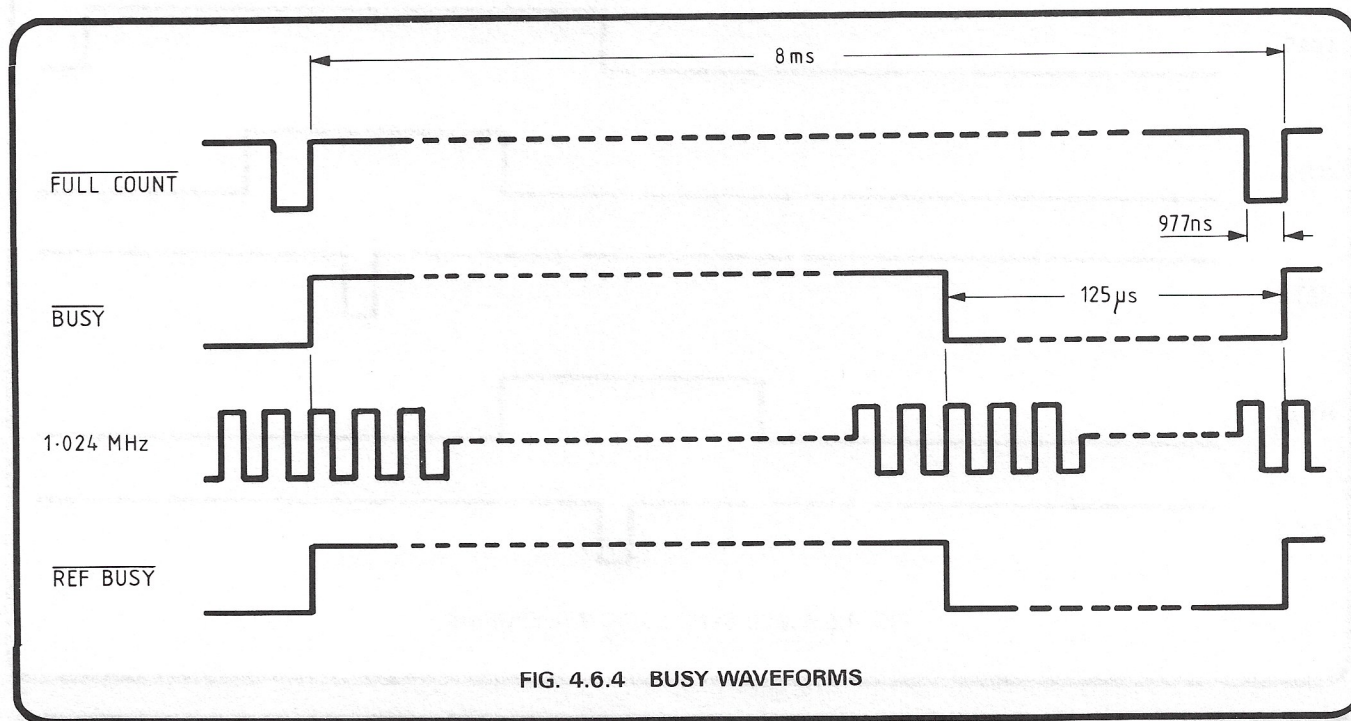 8ms
FULL COUNT
977ns
BUSY
125µs
1·024 MHz
REF BUSY
FIG. 4.6.4 BUSY WAVEFORMS